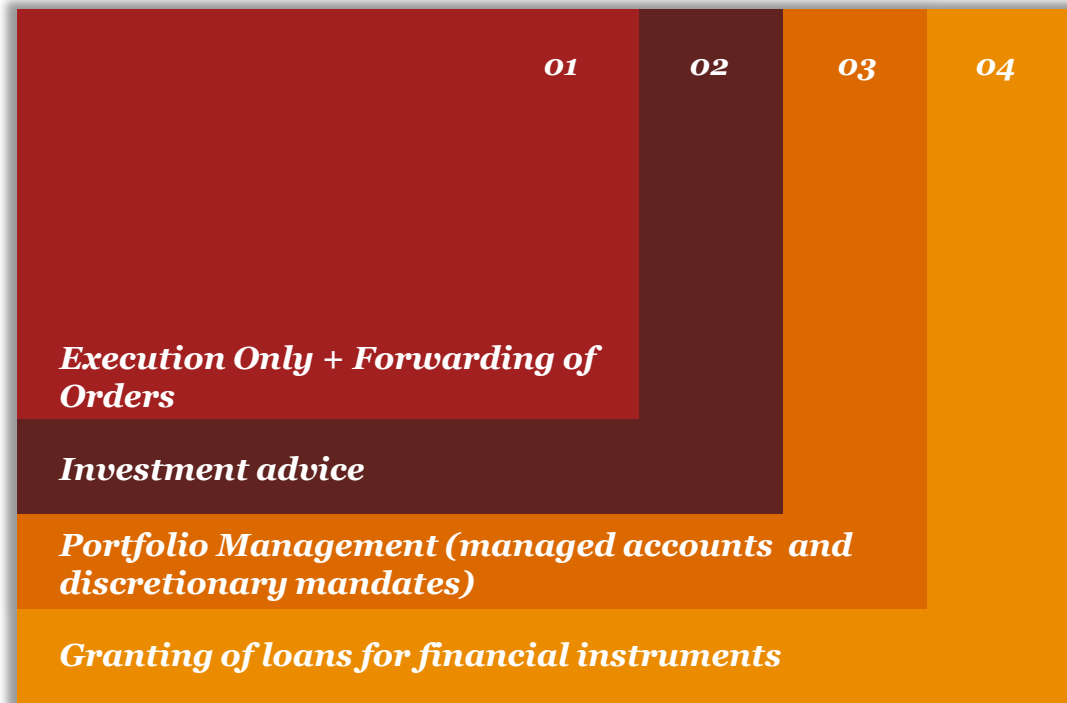 01 02 03 04
Execution Only + Forwarding of
Orders
Investment advice
Portfolio Management (managed accounts and
discretionary mandates)
Granting of loans for financial instruments